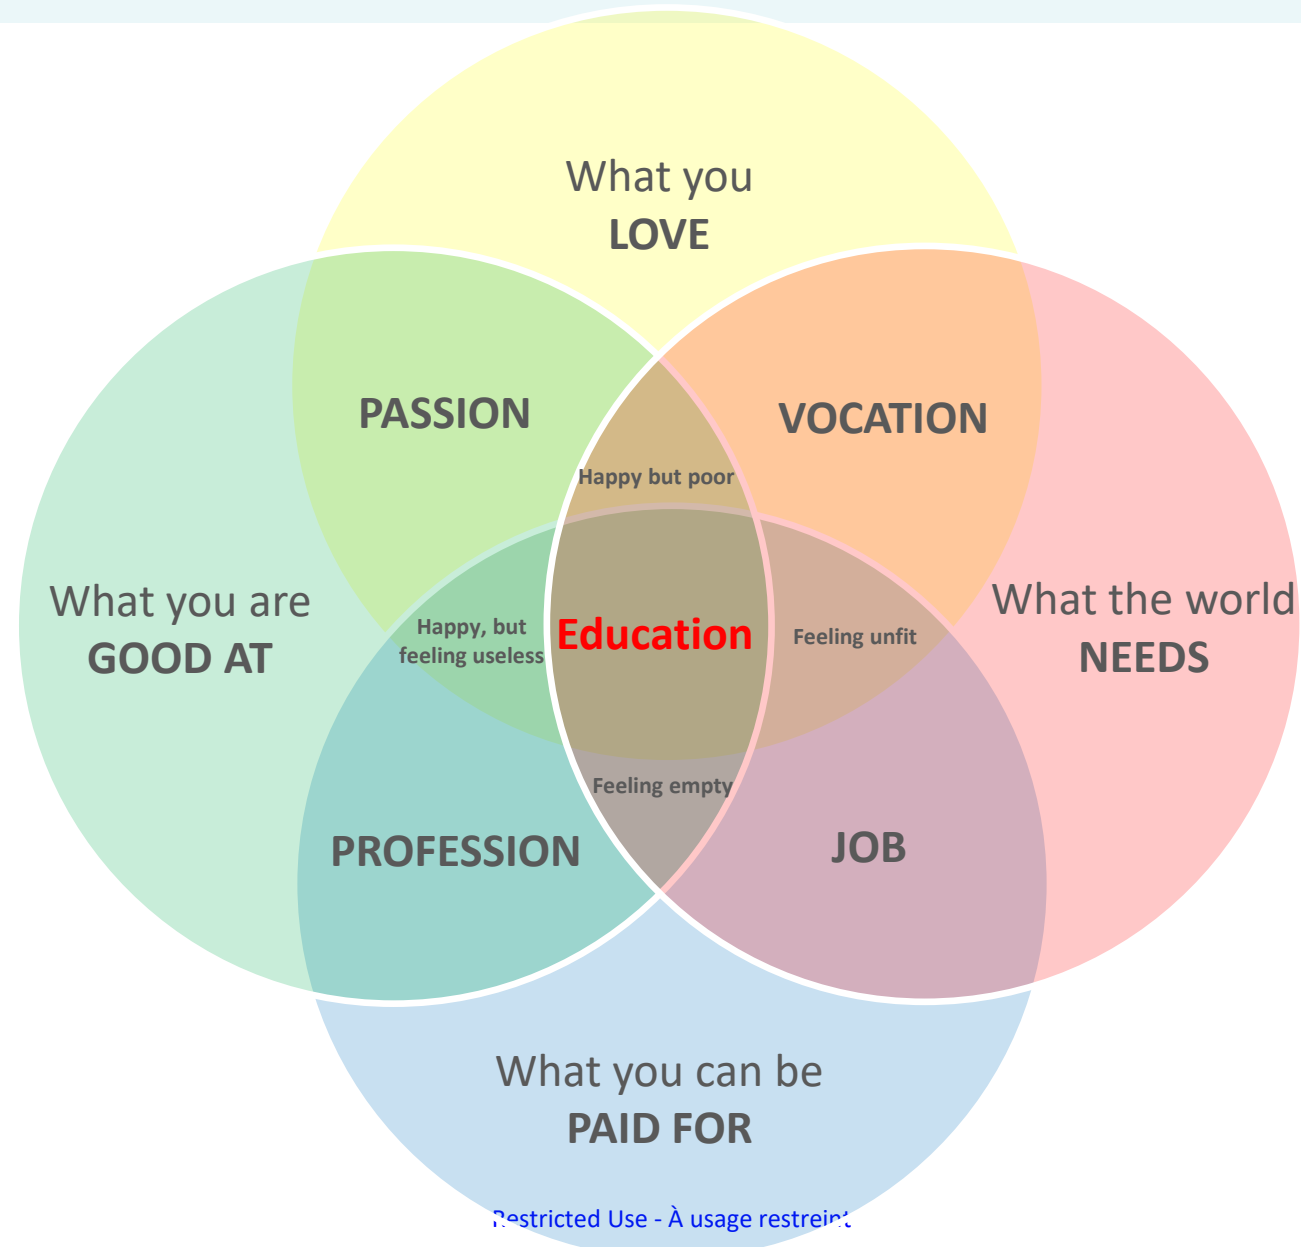 What you
LOVE
PASSION
VOCATION
Happy but poor
What you are
GOOD AT
Happy, but
feeling useless
Education
Feeling unfit
What the world
NEEDS
Feeling empty
PROFESSION
JOB
What you can be
PAID FOR
Restricted Use - À usage restreint